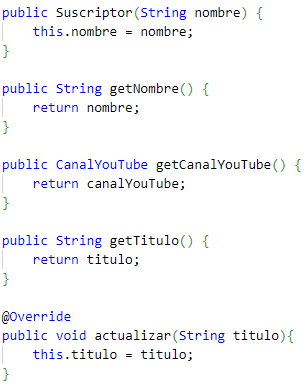 public Suscriptor(String nombre) {
    this.nombre = nombre;
}

public String getNombre() {
    return nombre;
}

public CanalYouTube getCanalYouTube() {
    return canalYouTube;
}

public String getTitulo() {
    return titulo;
}

@Override
public void actualizar(String titulo){
    this.titulo = titulo;
}